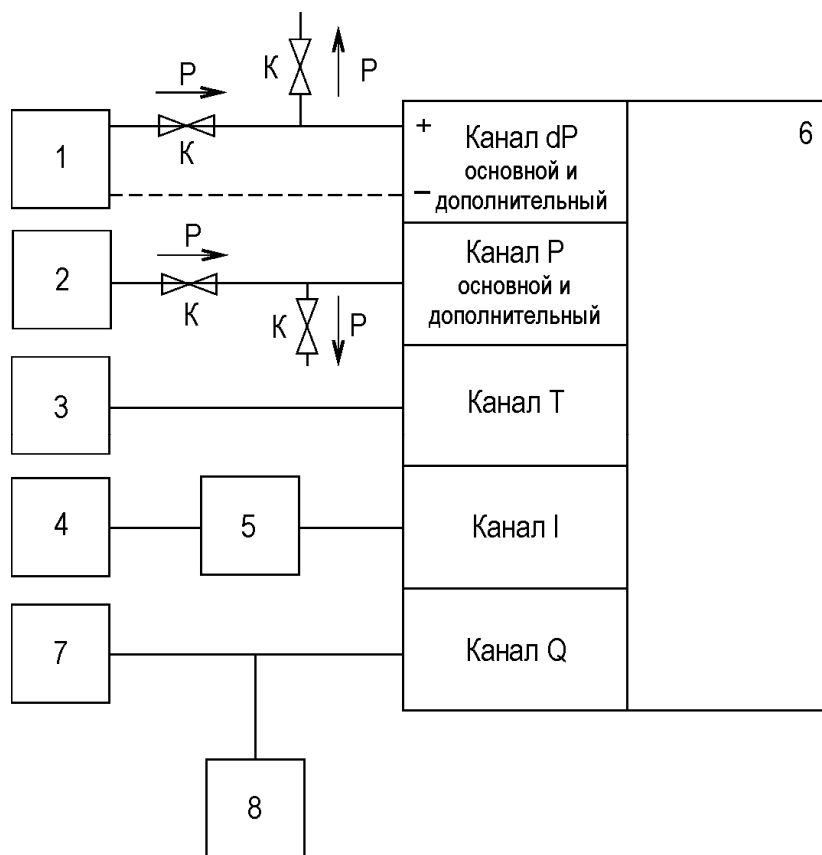 К
Р
Р
К
1
+
–
Канал dP
основной и
дополнительный
6
2
Р
К
К
Р
Канал Р
основной и
дополнительный
3
Канал Т
4
5
Канал I
7
Канал Q
8